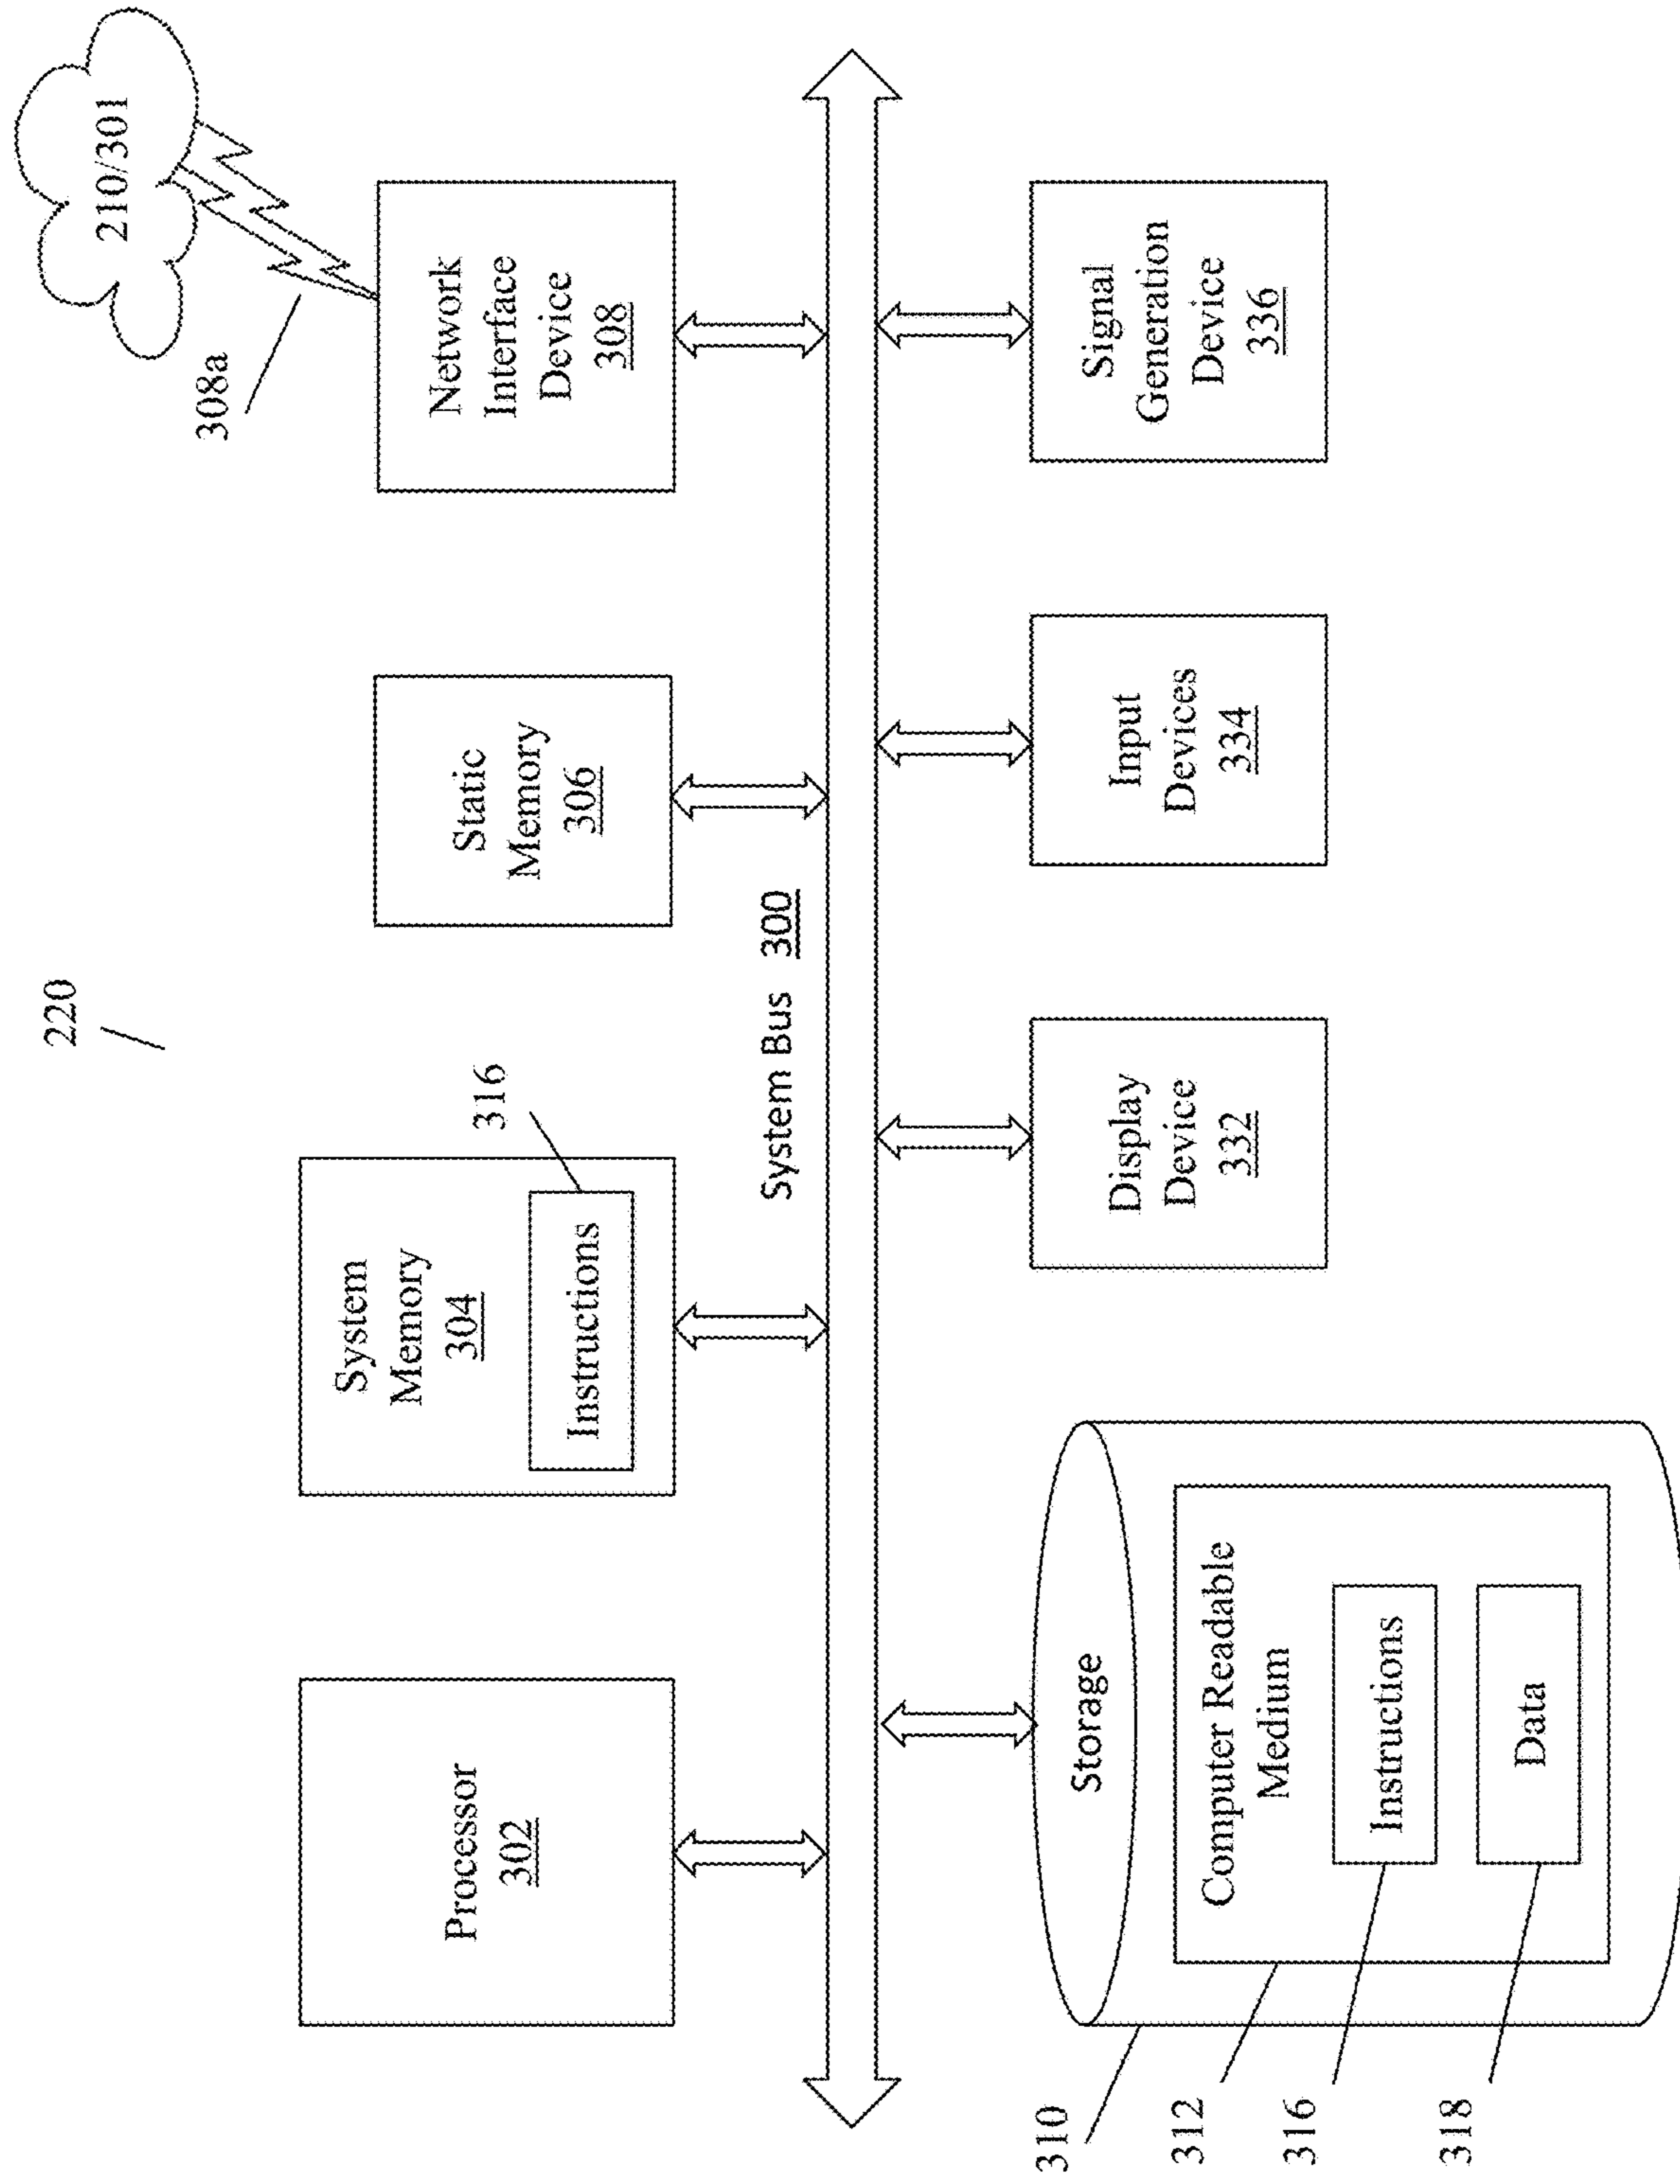 220
210/301
308a
Processor
302
System
Memory
304
Instructions
316
Static
Memory
306
Network
Interface
Device
308
System Bus 300
Storage
Computer Readable
Medium
Instructions
Data
310
312
316
318
Display
Device
332
Input
Devices
334
Signal
Generation
Device
336